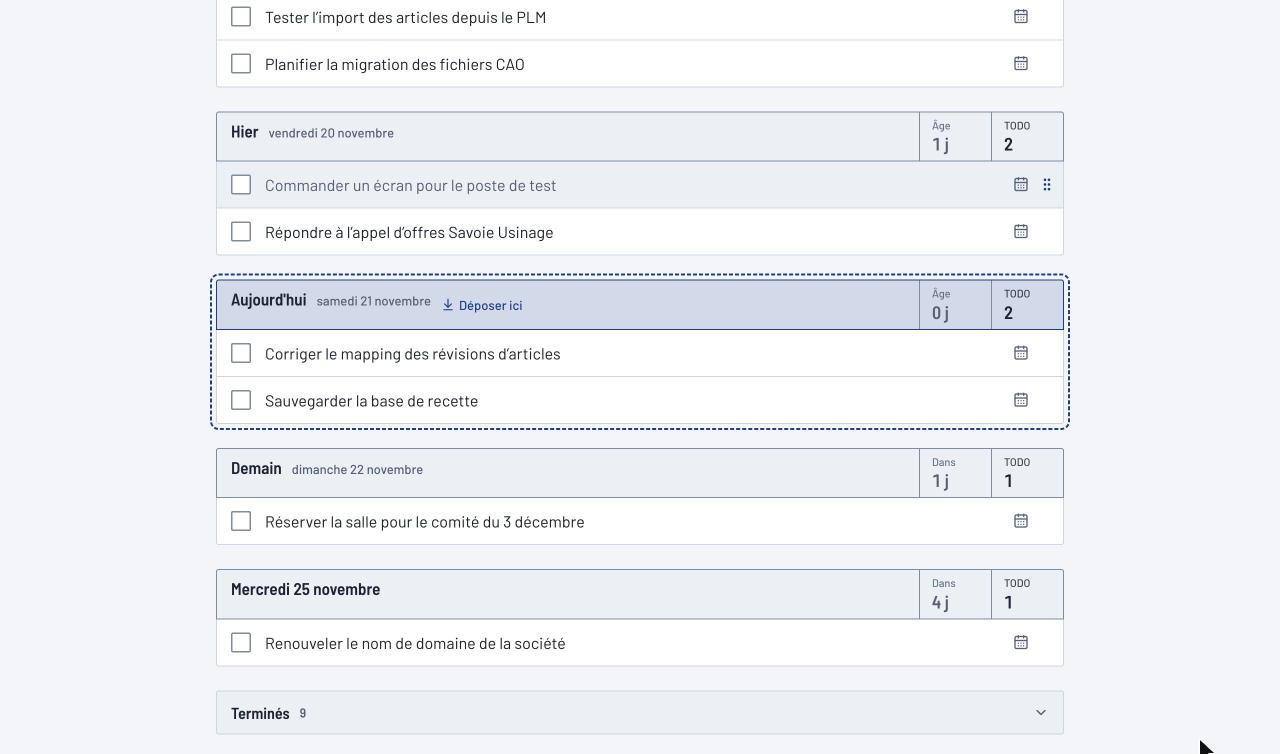 Tester l’import des articles depuis le PLM
Planifier la migration des fichiers CAO
Hier vendredi 20 novembre Âge 1 j TODO 2
Commander un écran pour le poste de test
Répondre à l’appel d’offres Savoie Usinage
Aujourd'hui samedi 21 novembre Déposer ici Âge 0 j TODO 2
Corriger le mapping des révisions d’articles
Sauvegarder la base de recette
Demain dimanche 22 novembre Dans 1 j TODO 1
Réserver la salle pour le comité du 3 décembre
Mercredi 25 novembre Dans 4 j TODO 1
Renouveler le nom de domaine de la société
Terminés 9